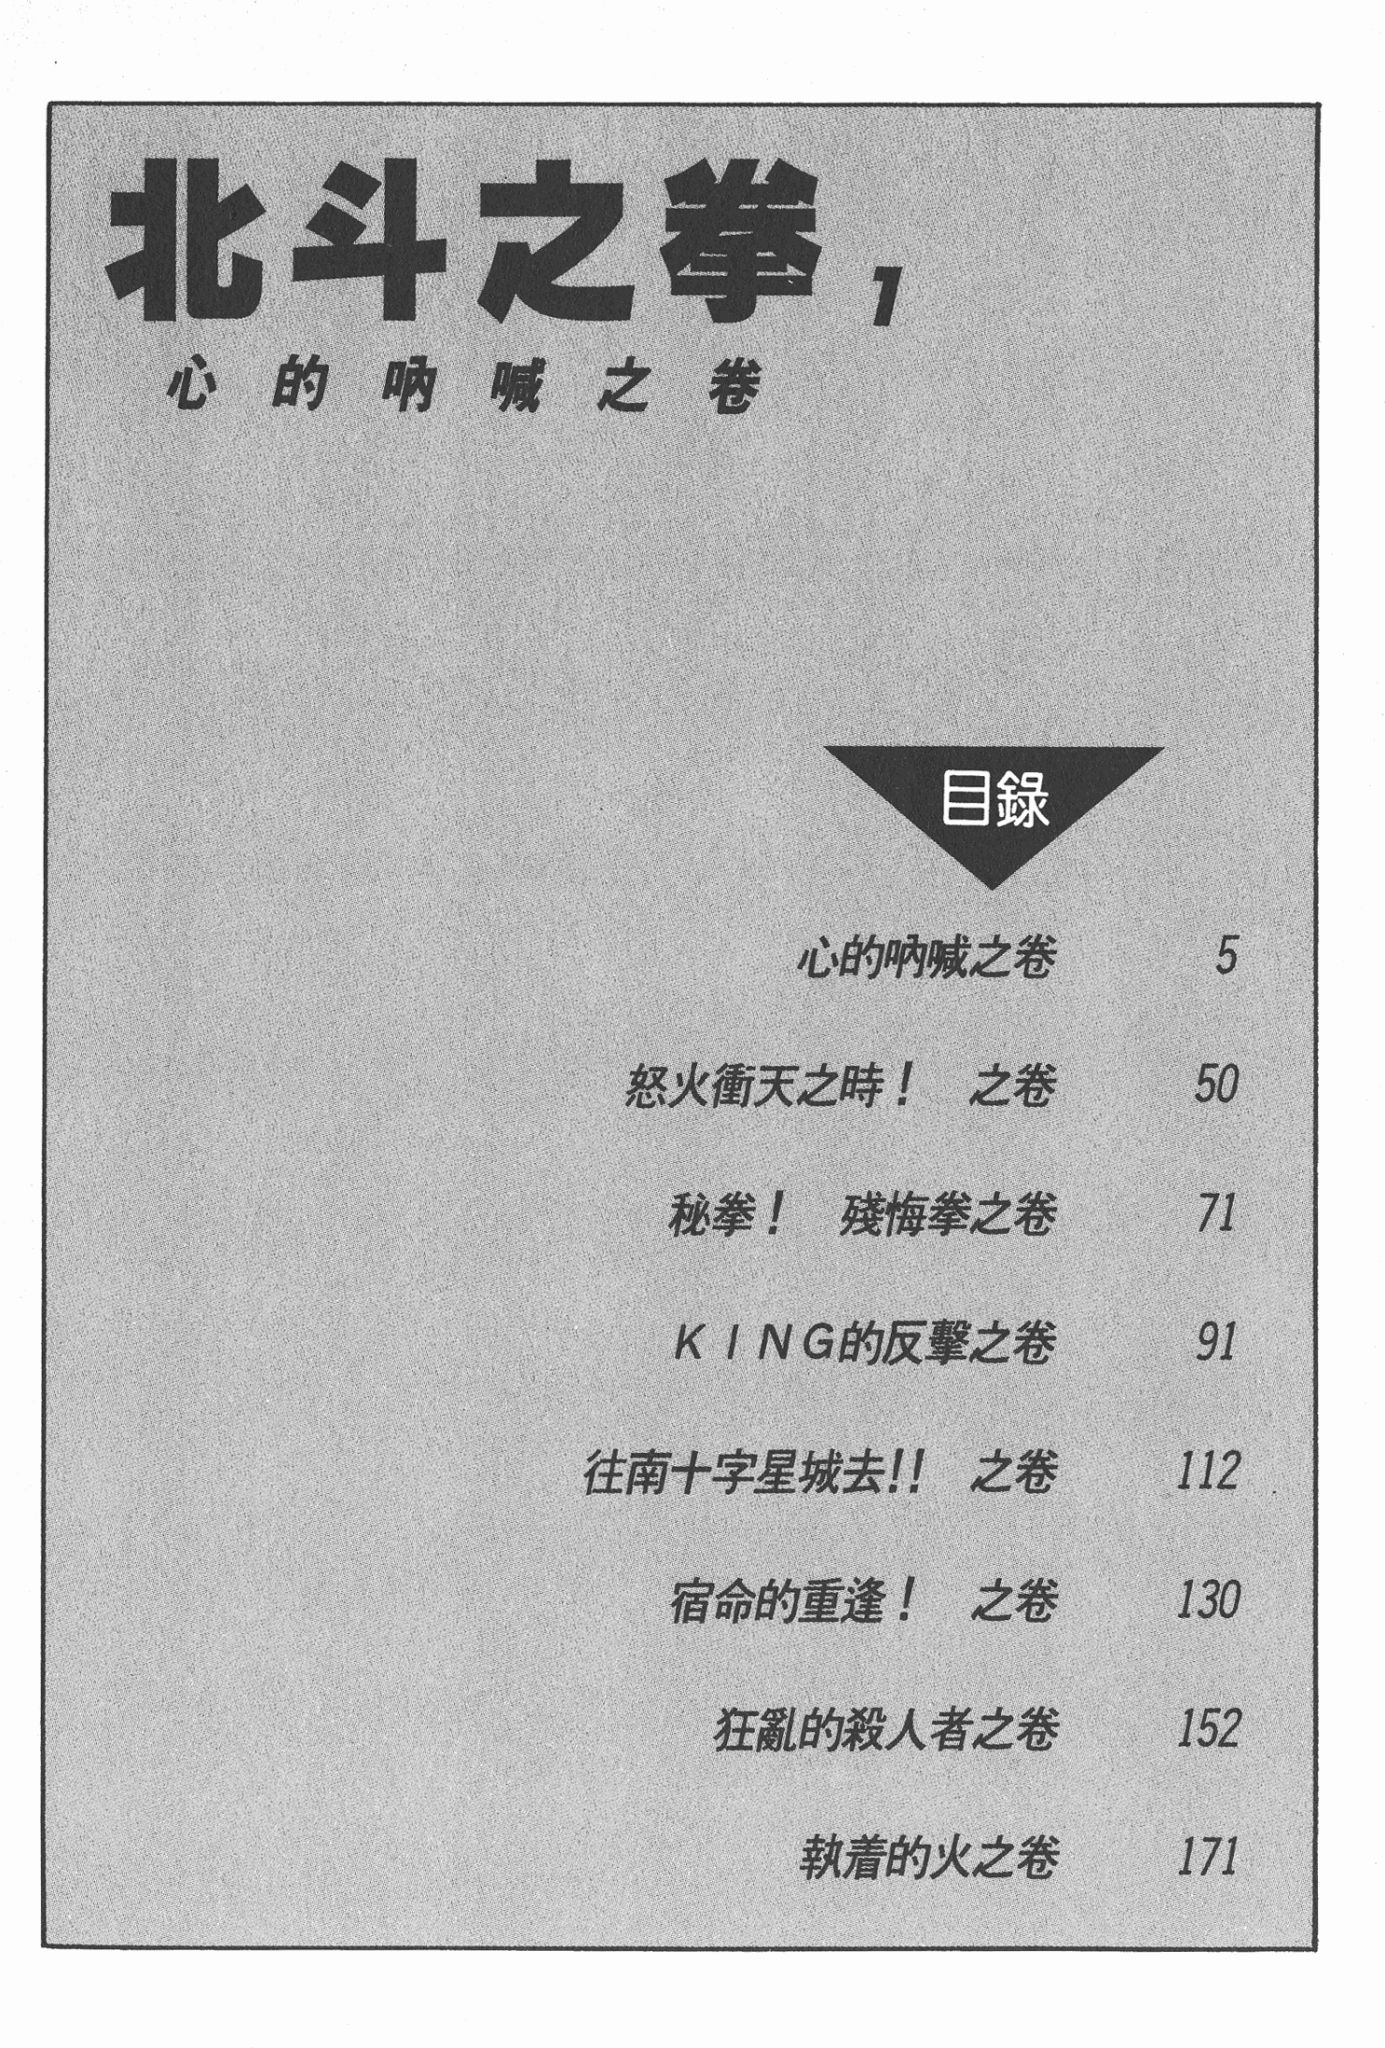 北斗之拳 1
心的吶喊之卷
目錄
心的吶喊之卷 5
怒火衝天之時！　之卷 50
秘拳！　殘悔拳之卷 71
ＫＩＮＧ的反擊之卷 91
往南十字星城去!!　之卷 112
宿命的重逢！　之卷 130
狂亂的殺人者之卷 152
執着的火之卷 171